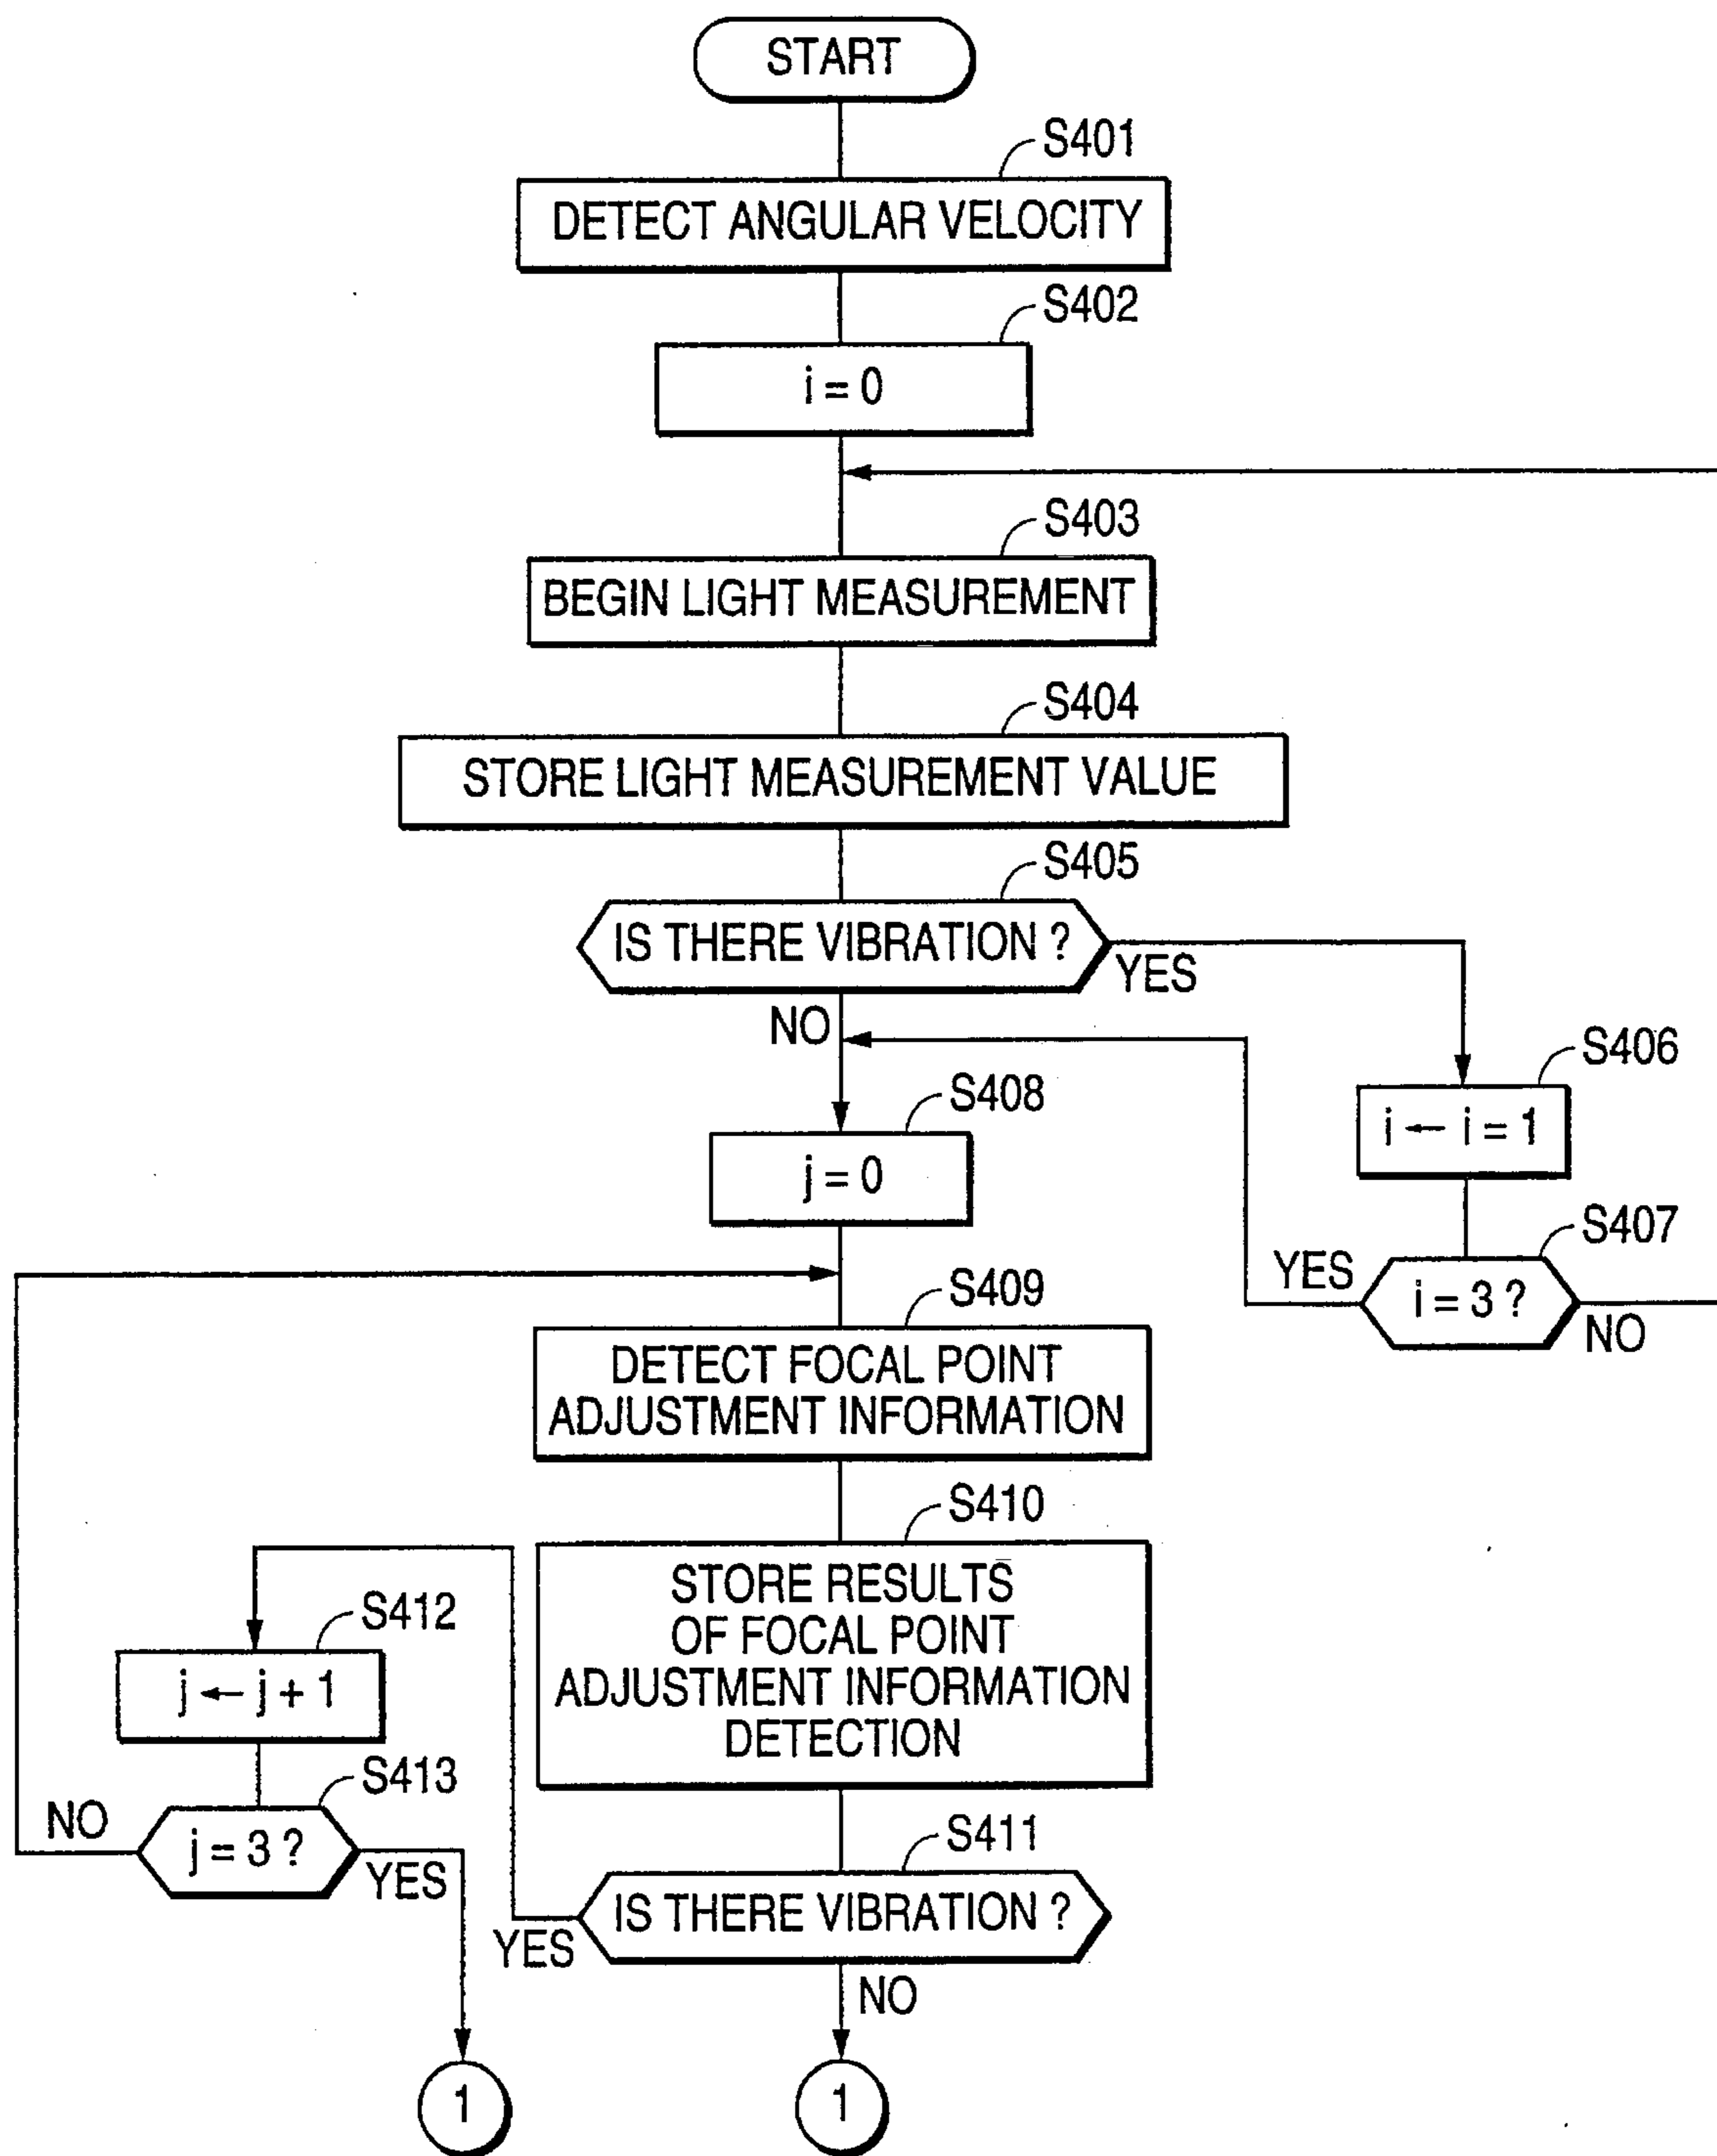 START
S401
DETECT ANGULAR VELOCITY
S402
i = 0
S403
BEGIN LIGHT MEASUREMENT
S404
STORE LIGHT MEASUREMENT VALUE
S405
IS THERE VIBRATION ?
YES
NO
S406
i ← i = 1
S408
j = 0
S407
YES
i = 3 ?
NO
S409
DETECT FOCAL POINT
ADJUSTMENT INFORMATION
S410
STORE RESULTS
OF FOCAL POINT
ADJUSTMENT INFORMATION
DETECTION
S412
j ← j + 1
S413
NO
j = 3 ?
YES
S411
IS THERE VIBRATION ?
YES
NO
1
1